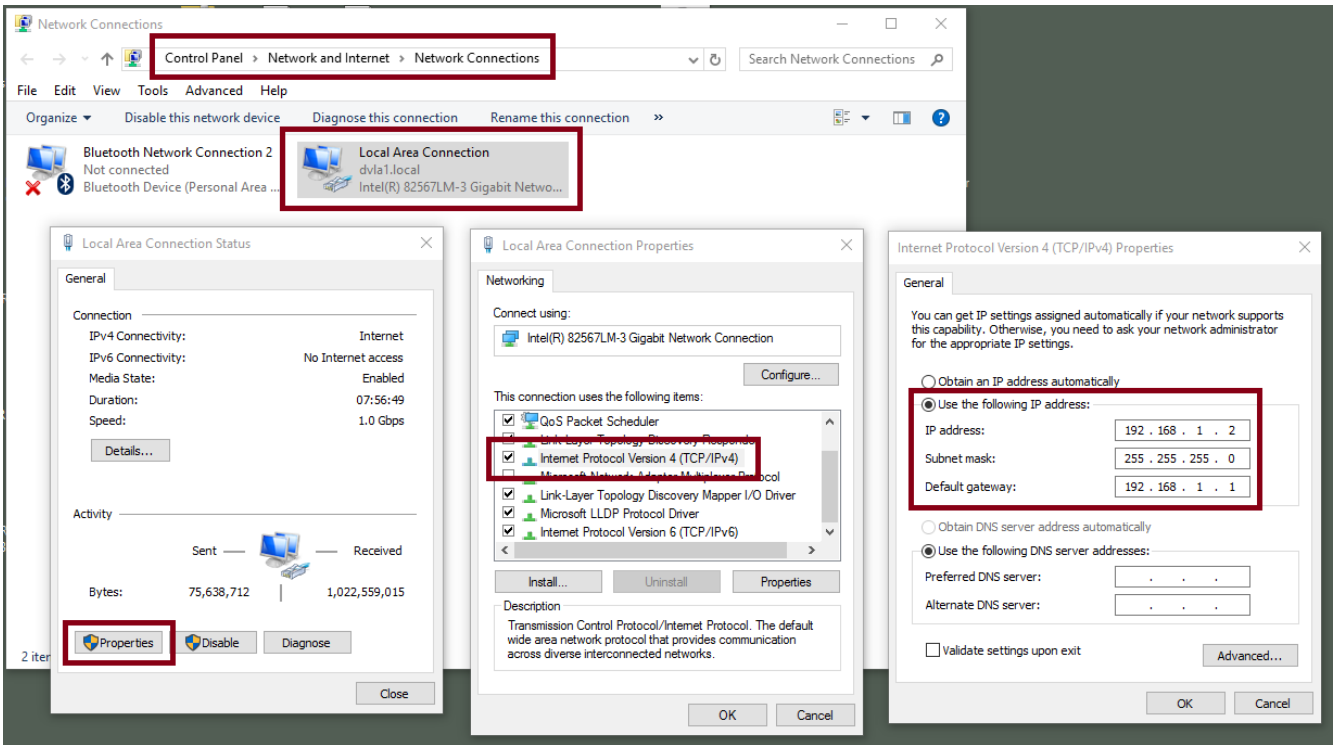 Network Connections
Control Panel > Network and Internet > Network Connections
Search Network Connections
File Edit View Tools Advanced Help
Organize Disable this network device Diagnose this connection Rename this connection »
Bluetooth Network Connection 2
Not connected
Bluetooth Device (Personal Area ...
Local Area Connection
dvla1.local
Intel(R) 82567LM-3 Gigabit Netwo...
2 iter
Local Area Connection Status
General
Connection
IPv4 Connectivity: Internet
IPv6 Connectivity: No Internet access
Media State: Enabled
Duration: 07:56:49
Speed: 1.0 Gbps
Details...
Activity
Sent — — Received
Bytes: 75,638,712 | 1,022,559,015
Properties Disable Diagnose
Close
Local Area Connection Properties
Networking
Connect using:
Intel(R) 82567LM-3 Gigabit Network Connection
Configure...
This connection uses the following items:
QoS Packet Scheduler
Link-Layer Topology Discovery Responde
Internet Protocol Version 4 (TCP/IPv4)
Microsoft Network Adapter Multiplexor Protocol
Link-Layer Topology Discovery Mapper I/O Driver
Microsoft LLDP Protocol Driver
Internet Protocol Version 6 (TCP/IPv6)
Install... Uninstall Properties
Description
Transmission Control Protocol/Internet Protocol. The default
wide area network protocol that provides communication
across diverse interconnected networks.
OK Cancel
Internet Protocol Version 4 (TCP/IPv4) Properties
General
You can get IP settings assigned automatically if your network supports
this capability. Otherwise, you need to ask your network administrator
for the appropriate IP settings.
Obtain an IP address automatically
Use the following IP address:
IP address: 192 . 168 . 1 . 2
Subnet mask: 255 . 255 . 255 . 0
Default gateway: 192 . 168 . 1 . 1
Obtain DNS server address automatically
Use the following DNS server addresses:
Preferred DNS server: . . .
Alternate DNS server: . . .
Validate settings upon exit
Advanced...
OK Cancel